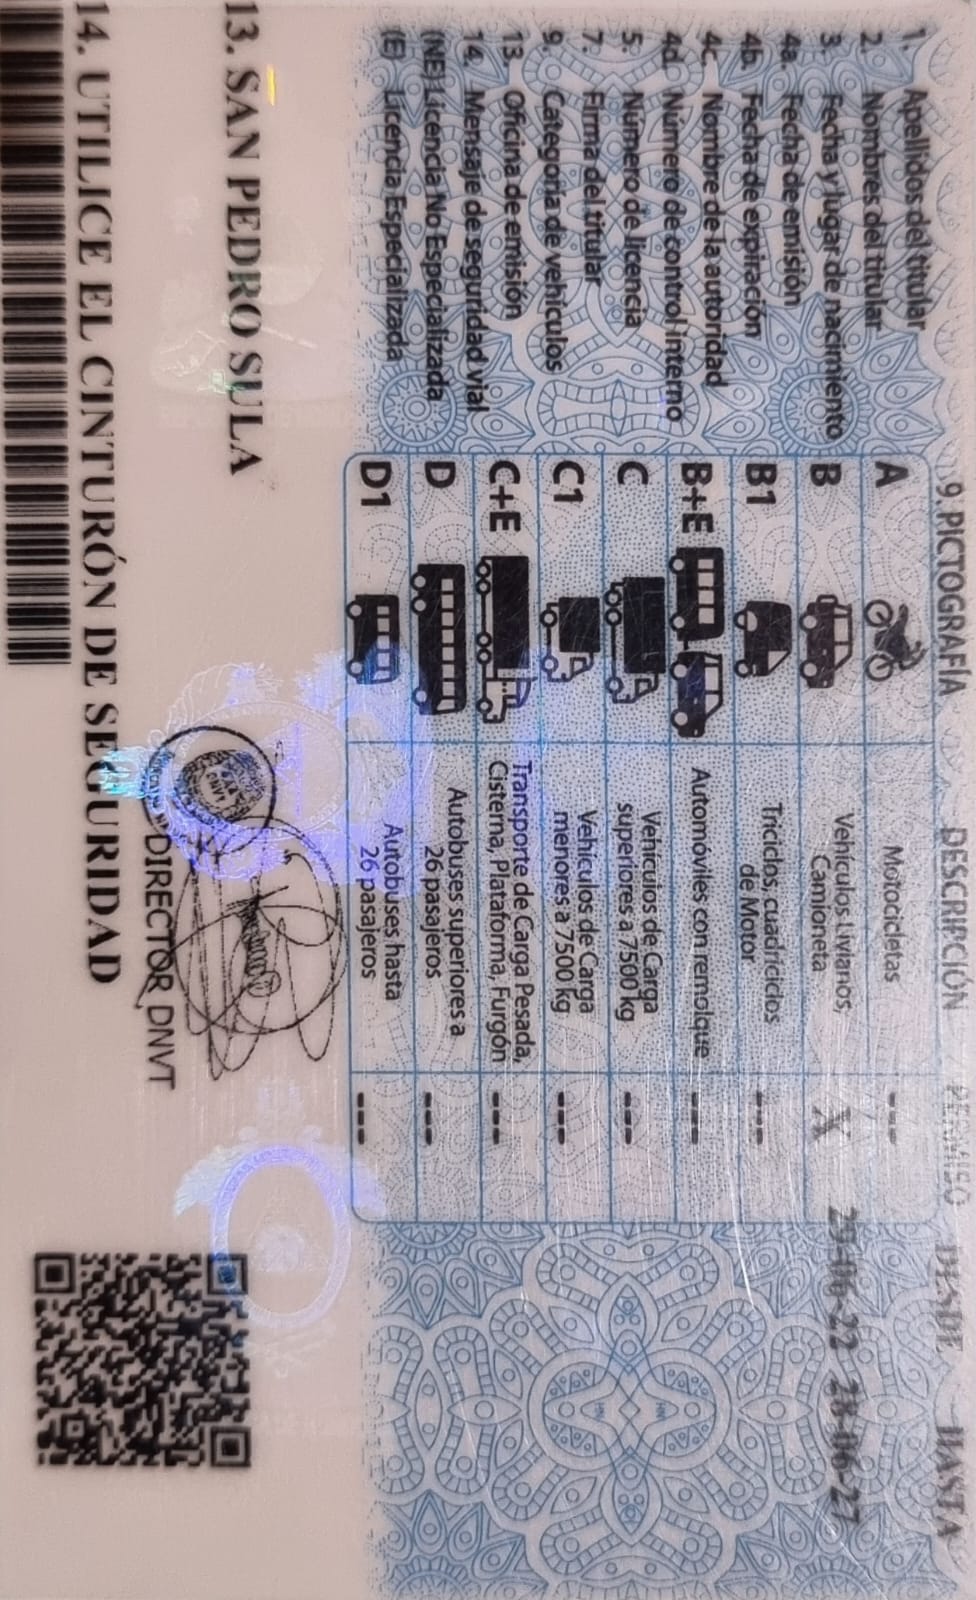 9. PICTOGRAFÍA DESCRIPCIÓN PERMISO DESDE HASTA
1. Apellidos del titular
2. Nombres del titular
3. Fecha y lugar de nacimiento
4a. Fecha de emisión
4b. Fecha de expiración
4c. Nombre de la autoridad
4d. Número de control interno
5. Número de licencia
7. Firma del titular
9. Categoría de vehículos
13. Oficina de emisión
14. Mensaje de seguridad vial
(NE) Licencia No Especializada
(E) Licencia Especializada
A Motocicletas ---
B Vehículos Livianos,
Camioneta X 29-06-22 28-06-27
B1 Triciclos, cuadriciclos
de Motor ---
B+E Automóviles con remolque ---
C Vehículos de Carga
superiores a 7500 kg ---
C1 Vehículos de Carga
menores a 7500 kg ---
C+E Transporte de Carga Pesada,
Cisterna, Plataforma, Furgón ---
D Autobuses superiores a
26 pasajeros ---
D1 Autobuses hasta
26 pasajeros ---
13. SAN PEDRO SULA
DNVT
DIRECTOR DNVT
14. UTILICE EL CINTURÓN DE SEGURIDAD